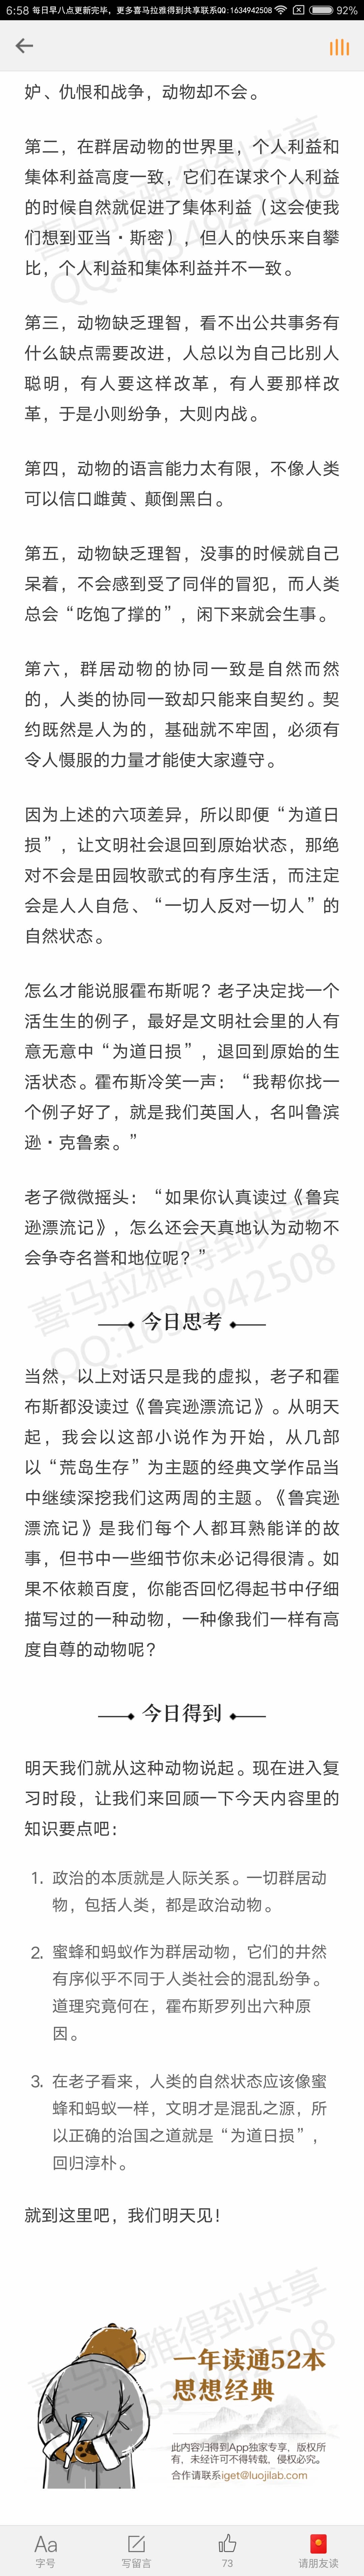 6:58 每日早八点更新完毕，更多喜马拉雅得到共享联系QQ:1634942508 92%
妒、仇恨和战争，动物却不会。
第二，在群居动物的世界里，个人利益和
集体利益高度一致，它们在谋求个人利益
的时候自然就促进了集体利益（这会使我
们想到亚当·斯密），但人的快乐来自攀
比，个人利益和集体利益并不一致。
第三，动物缺乏理智，看不出公共事务有
什么缺点需要改进，人总以为自己比别人
聪明，有人要这样改革，有人要那样改
革，于是小则纷争，大则内战。
第四，动物的语言能力太有限，不像人类
可以信口雌黄、颠倒黑白。
第五，动物缺乏理智，没事的时候就自己
呆着，不会感到受了同伴的冒犯，而人类
总会“吃饱了撑的”，闲下来就会生事。
第六，群居动物的协同一致是自然而然
的，人类的协同一致却只能来自契约。契
约既然是人为的，基础就不牢固，必须有
令人慑服的力量才能使大家遵守。
因为上述的六项差异，所以即便“为道日
损”，让文明社会退回到原始状态，那绝
对不会是田园牧歌式的有序生活，而注定
会是人人自危、“一切人反对一切人”的
自然状态。
怎么才能说服霍布斯呢？老子决定找一个
活生生的例子，最好是文明社会里的人有
意无意中“为道日损”，退回到原始的生
活状态。霍布斯冷笑一声：“我帮你找一
个例子好了，就是我们英国人，名叫鲁滨
逊·克鲁索。”
老子微微摇头：“如果你认真读过《鲁宾
逊漂流记》，怎么还会天真地认为动物不
会争夺名誉和地位呢？”
喜马拉雅得到共享
QQ:1634942508
今日思考
当然，以上对话只是我的虚拟，老子和霍
布斯都没读过《鲁宾逊漂流记》。从明天
起，我会以这部小说作为开始，从几部
以“荒岛生存”为主题的经典文学作品当
中继续深挖我们这两周的主题。《鲁宾逊
漂流记》是我们每个人都耳熟能详的故
事，但书中一些细节你未必记得很清。如
果不依赖百度，你能否回忆得起书中仔细
描写过的一种动物，一种像我们一样有高
度自尊的动物呢？
今日得到
明天我们就从这种动物说起。现在进入复
习时段，让我们来回顾一下今天内容里的
知识要点吧：
1. 政治的本质就是人际关系。一切群居动
物，包括人类，都是政治动物。
2. 蜜蜂和蚂蚁作为群居动物，它们的井然
有序似乎不同于人类社会的混乱纷争。
道理究竟何在，霍布斯罗列出六种原
因。
3. 在老子看来，人类的自然状态应该像蜜
蜂和蚂蚁一样，文明才是混乱之源，所
以正确的治国之道就是“为道日损”，
回归淳朴。
就到这里吧，我们明天见！
一年读通52本
思想经典
此内容归得到App独家专享，版权所
有，未经许可不得转载，侵权必究。
合作请联系iget@luojilab.com
Aa
字号
写留言
73
请朋友读